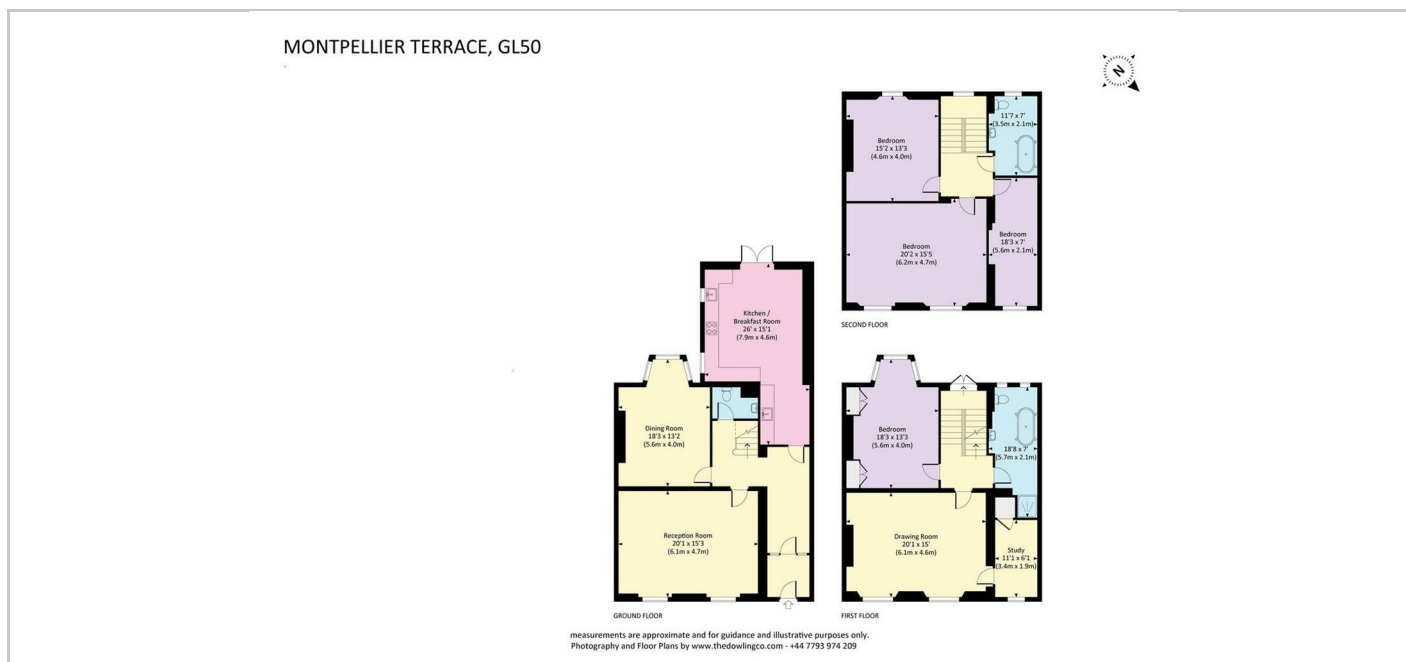 MONTPELLIER TERRACE, GL50
N
11'7 x 7'
(3.5m x 2.1m)
Bedroom
15'2 x 13'3
(4.6m x 4.0m)
Bedroom
18'3 x 7'
(5.6m x 2.1m)
Bedroom
20'2 x 15'5
(6.2m x 4.7m)
SECOND FLOOR
Kitchen /
Breakfast Room
26' x 15'1
(7.9m x 4.6m)
Dining Room
18'3 x 13'2
(5.6m x 4.0m)
Reception Room
20'1 x 15'3
(6.1m x 4.7m)
GROUND FLOOR
Bedroom
18'3 x 13'3
(5.6m x 4.0m)
18'8 x 7'
(5.7m x 2.1m)
Drawing Room
20'1 x 15'
(6.1m x 4.6m)
Study
11'1 x 6'1
(3.4m x 1.9m)
FIRST FLOOR
measurements are approximate and for guidance and illustrative purposes only.
Photography and Floor Plans by www.thedowlingco.com - +44 7793 974 209